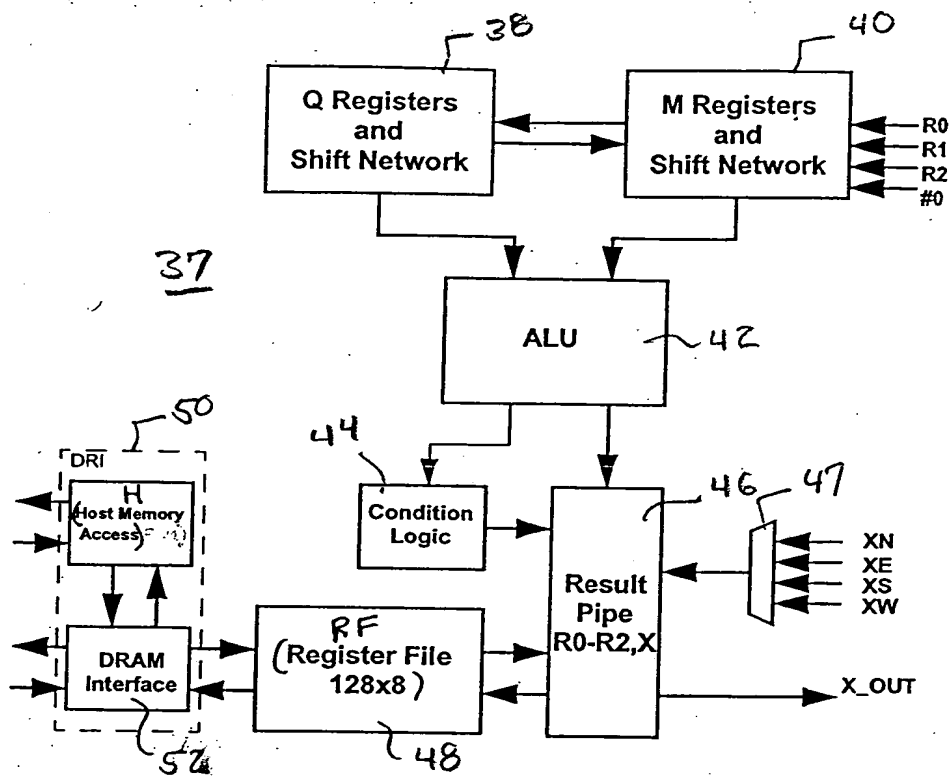 38
40
Q Registers
and
Shift Network
M Registers
and
Shift Network
R0
R1
R2
#0
37
ALU
42
50
44
DRI
H
(Host Memory
Access)
Condition
Logic
46
47
XN
XE
XS
XW
Result
Pipe
R0-R2,X
RF
(Register File
128x8)
DRAM
Interface
X_OUT
52
48